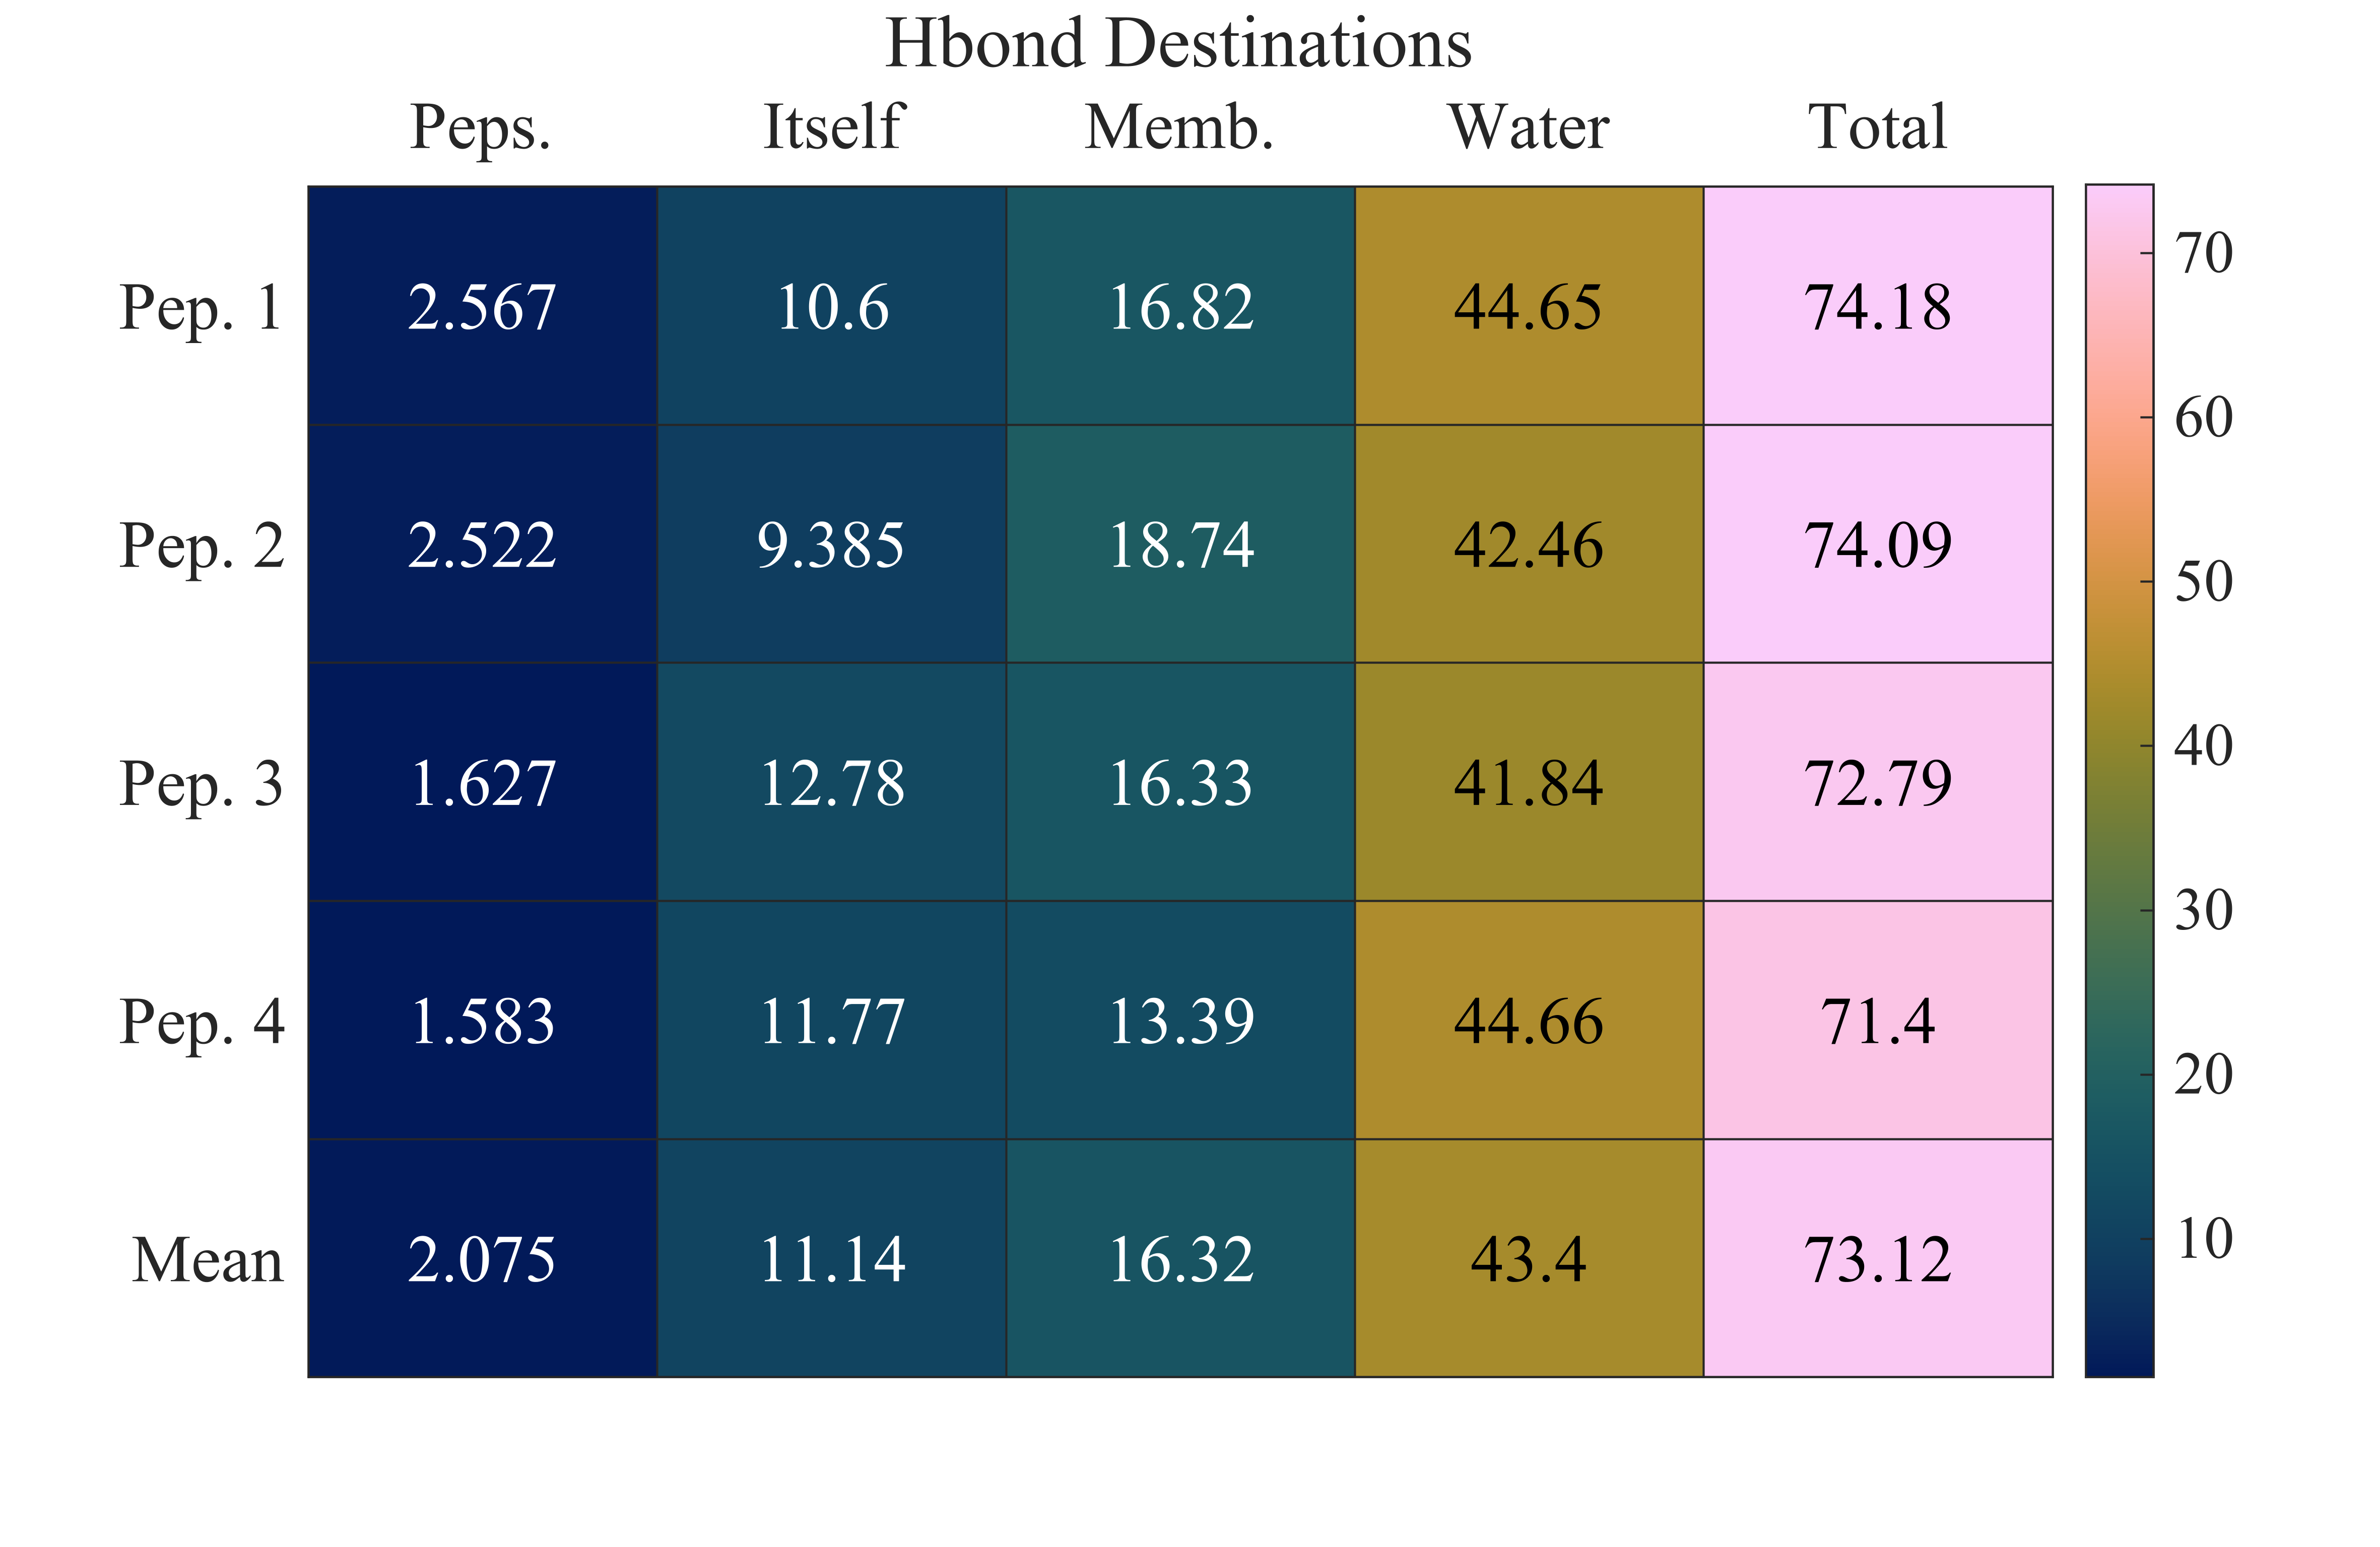 Hbond Destinations
Peps. Itself Memb. Water Total
Pep. 1 2.567 10.6 16.82 44.65 74.18
Pep. 2 2.522 9.385 18.74 42.46 74.09
Pep. 3 1.627 12.78 16.33 41.84 72.79
Pep. 4 1.583 11.77 13.39 44.66 71.4
Mean 2.075 11.14 16.32 43.4 73.12
70
60
50
40
30
20
10